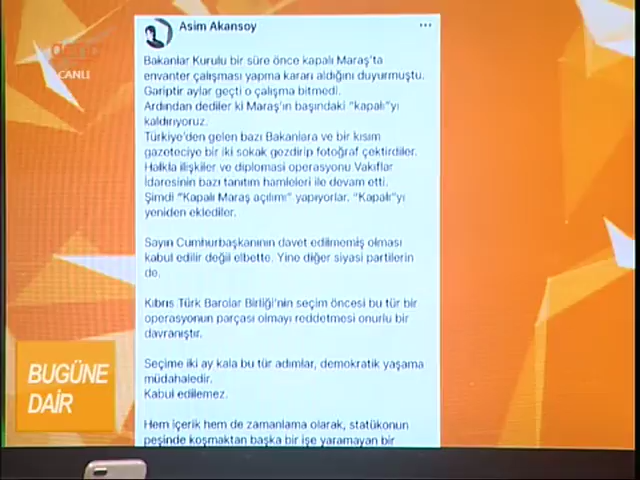 Asim Akansoy
CANLI
Bakanlar Kurulu bir süre önce kapalı Maraş'ta
envanter çalışması yapma kararı aldığını duyurmuştu.
Gariptir aylar geçti o çalışma bitmedi.
Ardından dediler ki Maraş'ın başındaki "kapalı"yı
kaldırıyoruz.
Türkiye'den gelen bazı Bakanlara ve bir kısım
gazeteciye bir iki sokak gezdirip fotoğraf çektirdiler.
Halkla ilişkiler ve diplomasi operasyonu Vakıflar
İdaresinin bazı tanıtım hamleleri ile devam etti.
Şimdi "Kapalı Maraş açılımı" yapıyorlar. "Kapalı"yı
yeniden eklediler.
Sayın Cumhurbaşkanının davet edilmemiş olması
kabul edilir değil elbette. Yine diğer siyasi partilerin
de.
Kıbrıs Türk Barolar Birliği'nin seçim öncesi bu tür bir
operasyonun parçası olmayı reddetmesi onurlu bir
davranıştır.
Seçime iki ay kala bu tür adımlar, demokratik yaşama
müdahaledir.
Kabul edilemez.
Hem içerik hem de zamanlama olarak, statükonun
peşinde koşmaktan başka bir işe yaramayan bir
BUGÜNE
DAİR